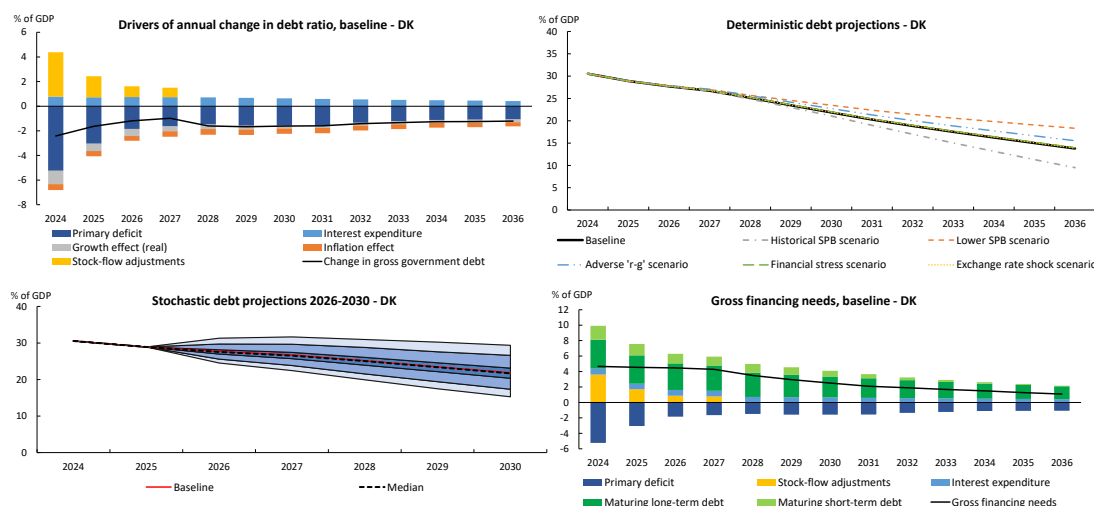 % of GDP
Drivers of annual change in debt ratio, baseline - DK
6
4
2
0
-2
-4
-6
-8
2024 2025 2026 2027 2028 2029 2030 2031 2032 2033 2034 2035 2036
Primary deficit Interest expenditure
Growth effect (real) Inflation effect
Stock-flow adjustments Change in gross government debt
% of GDP
Deterministic debt projections - DK
40
35
30
25
20
15
10
5
0
2024 2025 2026 2027 2028 2029 2030 2031 2032 2033 2034 2035 2036
Baseline Historical SPB scenario Lower SPB scenario
Adverse 'r-g' scenario Financial stress scenario Exchange rate shock scenario
% of GDP
Stochastic debt projections 2026-2030 - DK
40
30
20
10
0
2024 2025 2026 2027 2028 2029 2030
Baseline Median
% of GDP
Gross financing needs, baseline - DK
12
10
8
6
4
2
0
-2
-4
-6
2024 2025 2026 2027 2028 2029 2030 2031 2032 2033 2034 2035 2036
Primary deficit Stock-flow adjustments Interest expenditure
Maturing long-term debt Maturing short-term debt Gross financing needs